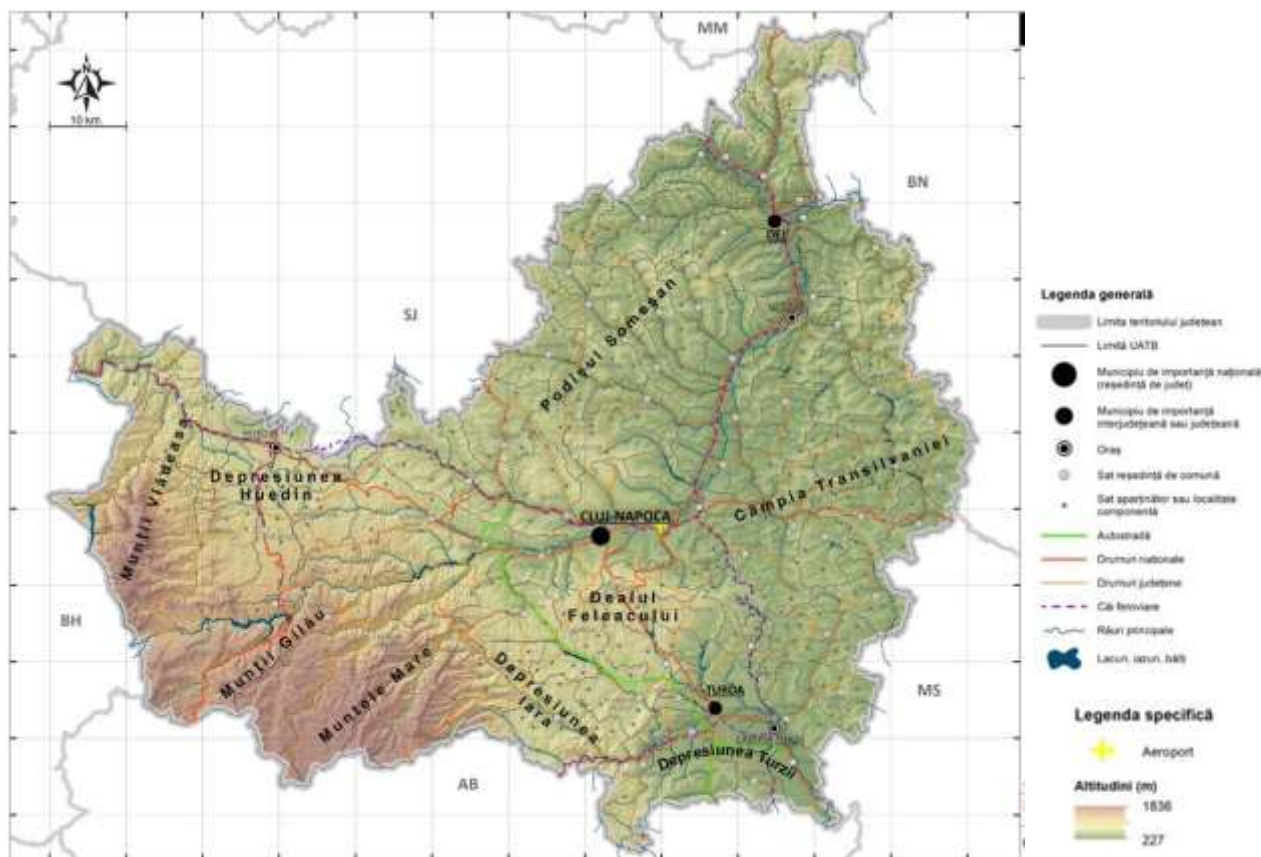 MM
N
10 km.
BN
DEJ
SJ
Podișul Someșan
Munții Vlădeasa
Depresiunea
Huedin
Câmpia Transilvaniei
CLUJ-NAPOCA
Dealul
Feleacului
BH
Munții Gilău
Muntele Mare
Depresiunea
Iara
TURDA
MS
Depresiunea Turzii
AB
Legenda generală
Limita teritoriului județean
Limită UATB
Municipiu de importanță națională
(reședință de județ)
Municipiu de importanță
interjudețeană sau județeană
Oraș
Sat reședință de comună
Sat aparținător sau localitate
componentă
Autostradă
Drumuri naționale
Drumuri județene
Căi feroviare
Râuri principale
Lacuri, iazuri, bălți
Legenda specifică
Aeroport
Altitudini (m)
1836
227